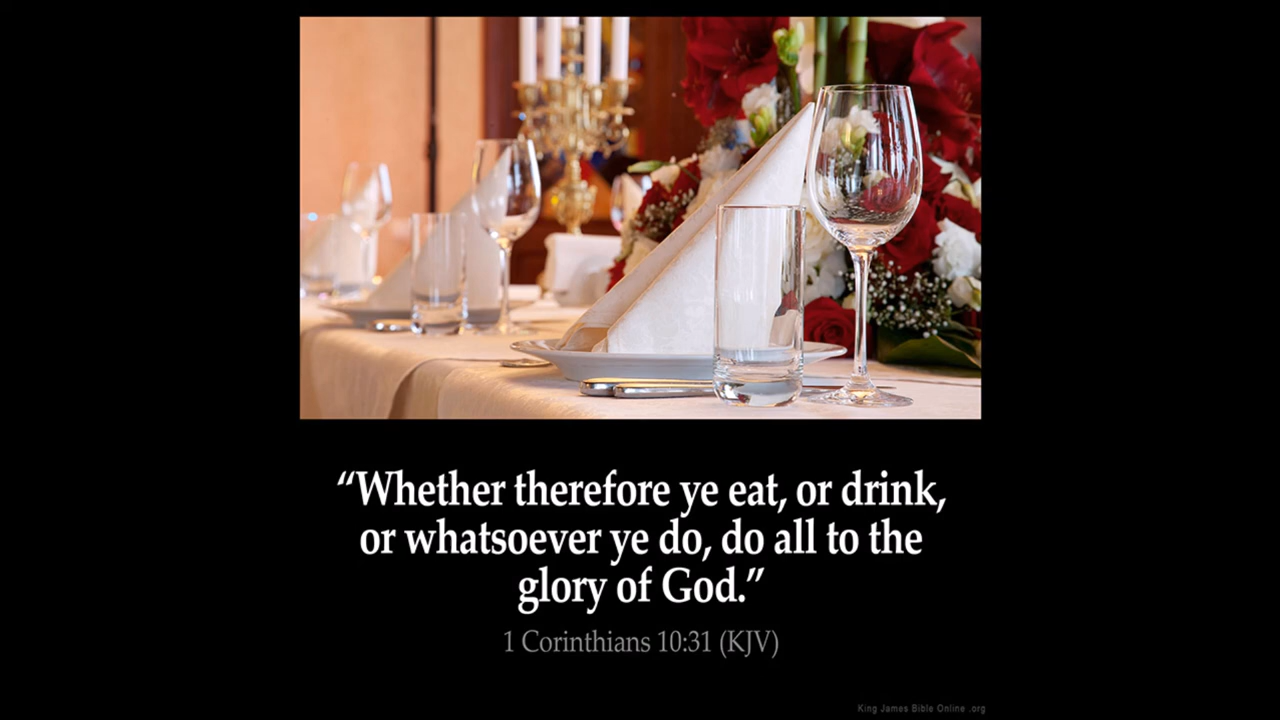 “Whether therefore ye eat, or drink,
or whatsoever ye do, do all to the
glory of God.”
1 Corinthians 10:31 (KJV)
King James Bible Online .org